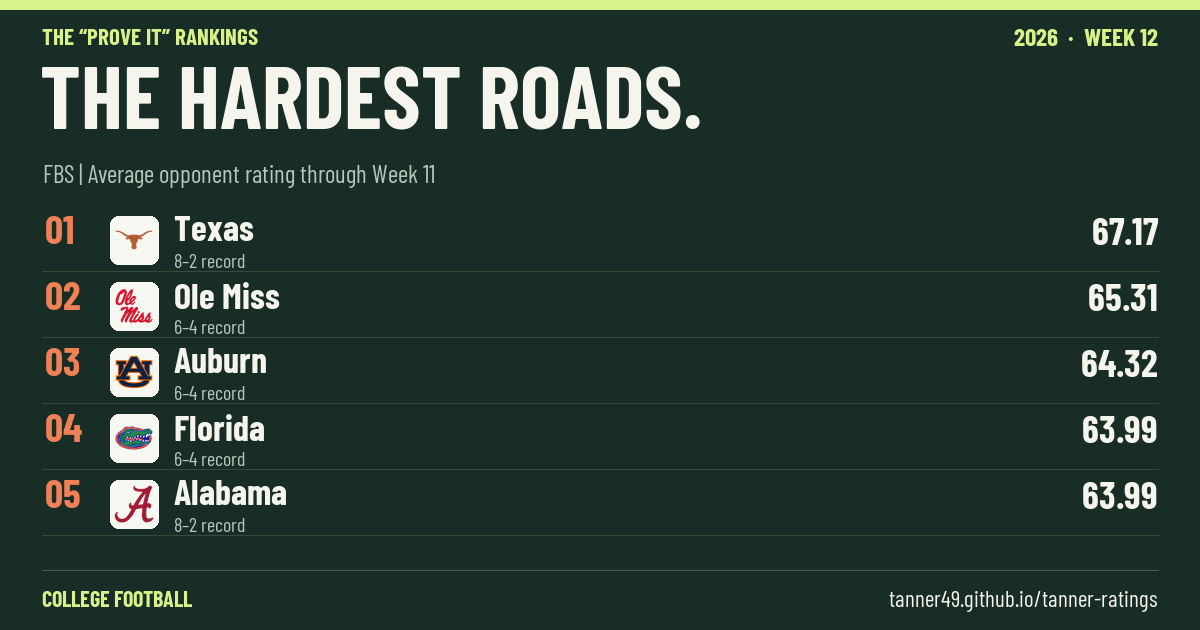 THE “PROVE IT” RANKINGS
2026 · WEEK 12
THE HARDEST ROADS.
FBS | Average opponent rating through Week 11
01 Texas 67.17
8–2 record
02 Ole Miss Ole Miss 65.31
6–4 record
03 AU Auburn 64.32
6–4 record
04 Florida 63.99
6–4 record
05 A Alabama 63.99
8–2 record
COLLEGE FOOTBALL
tanner49.github.io/tanner-ratings